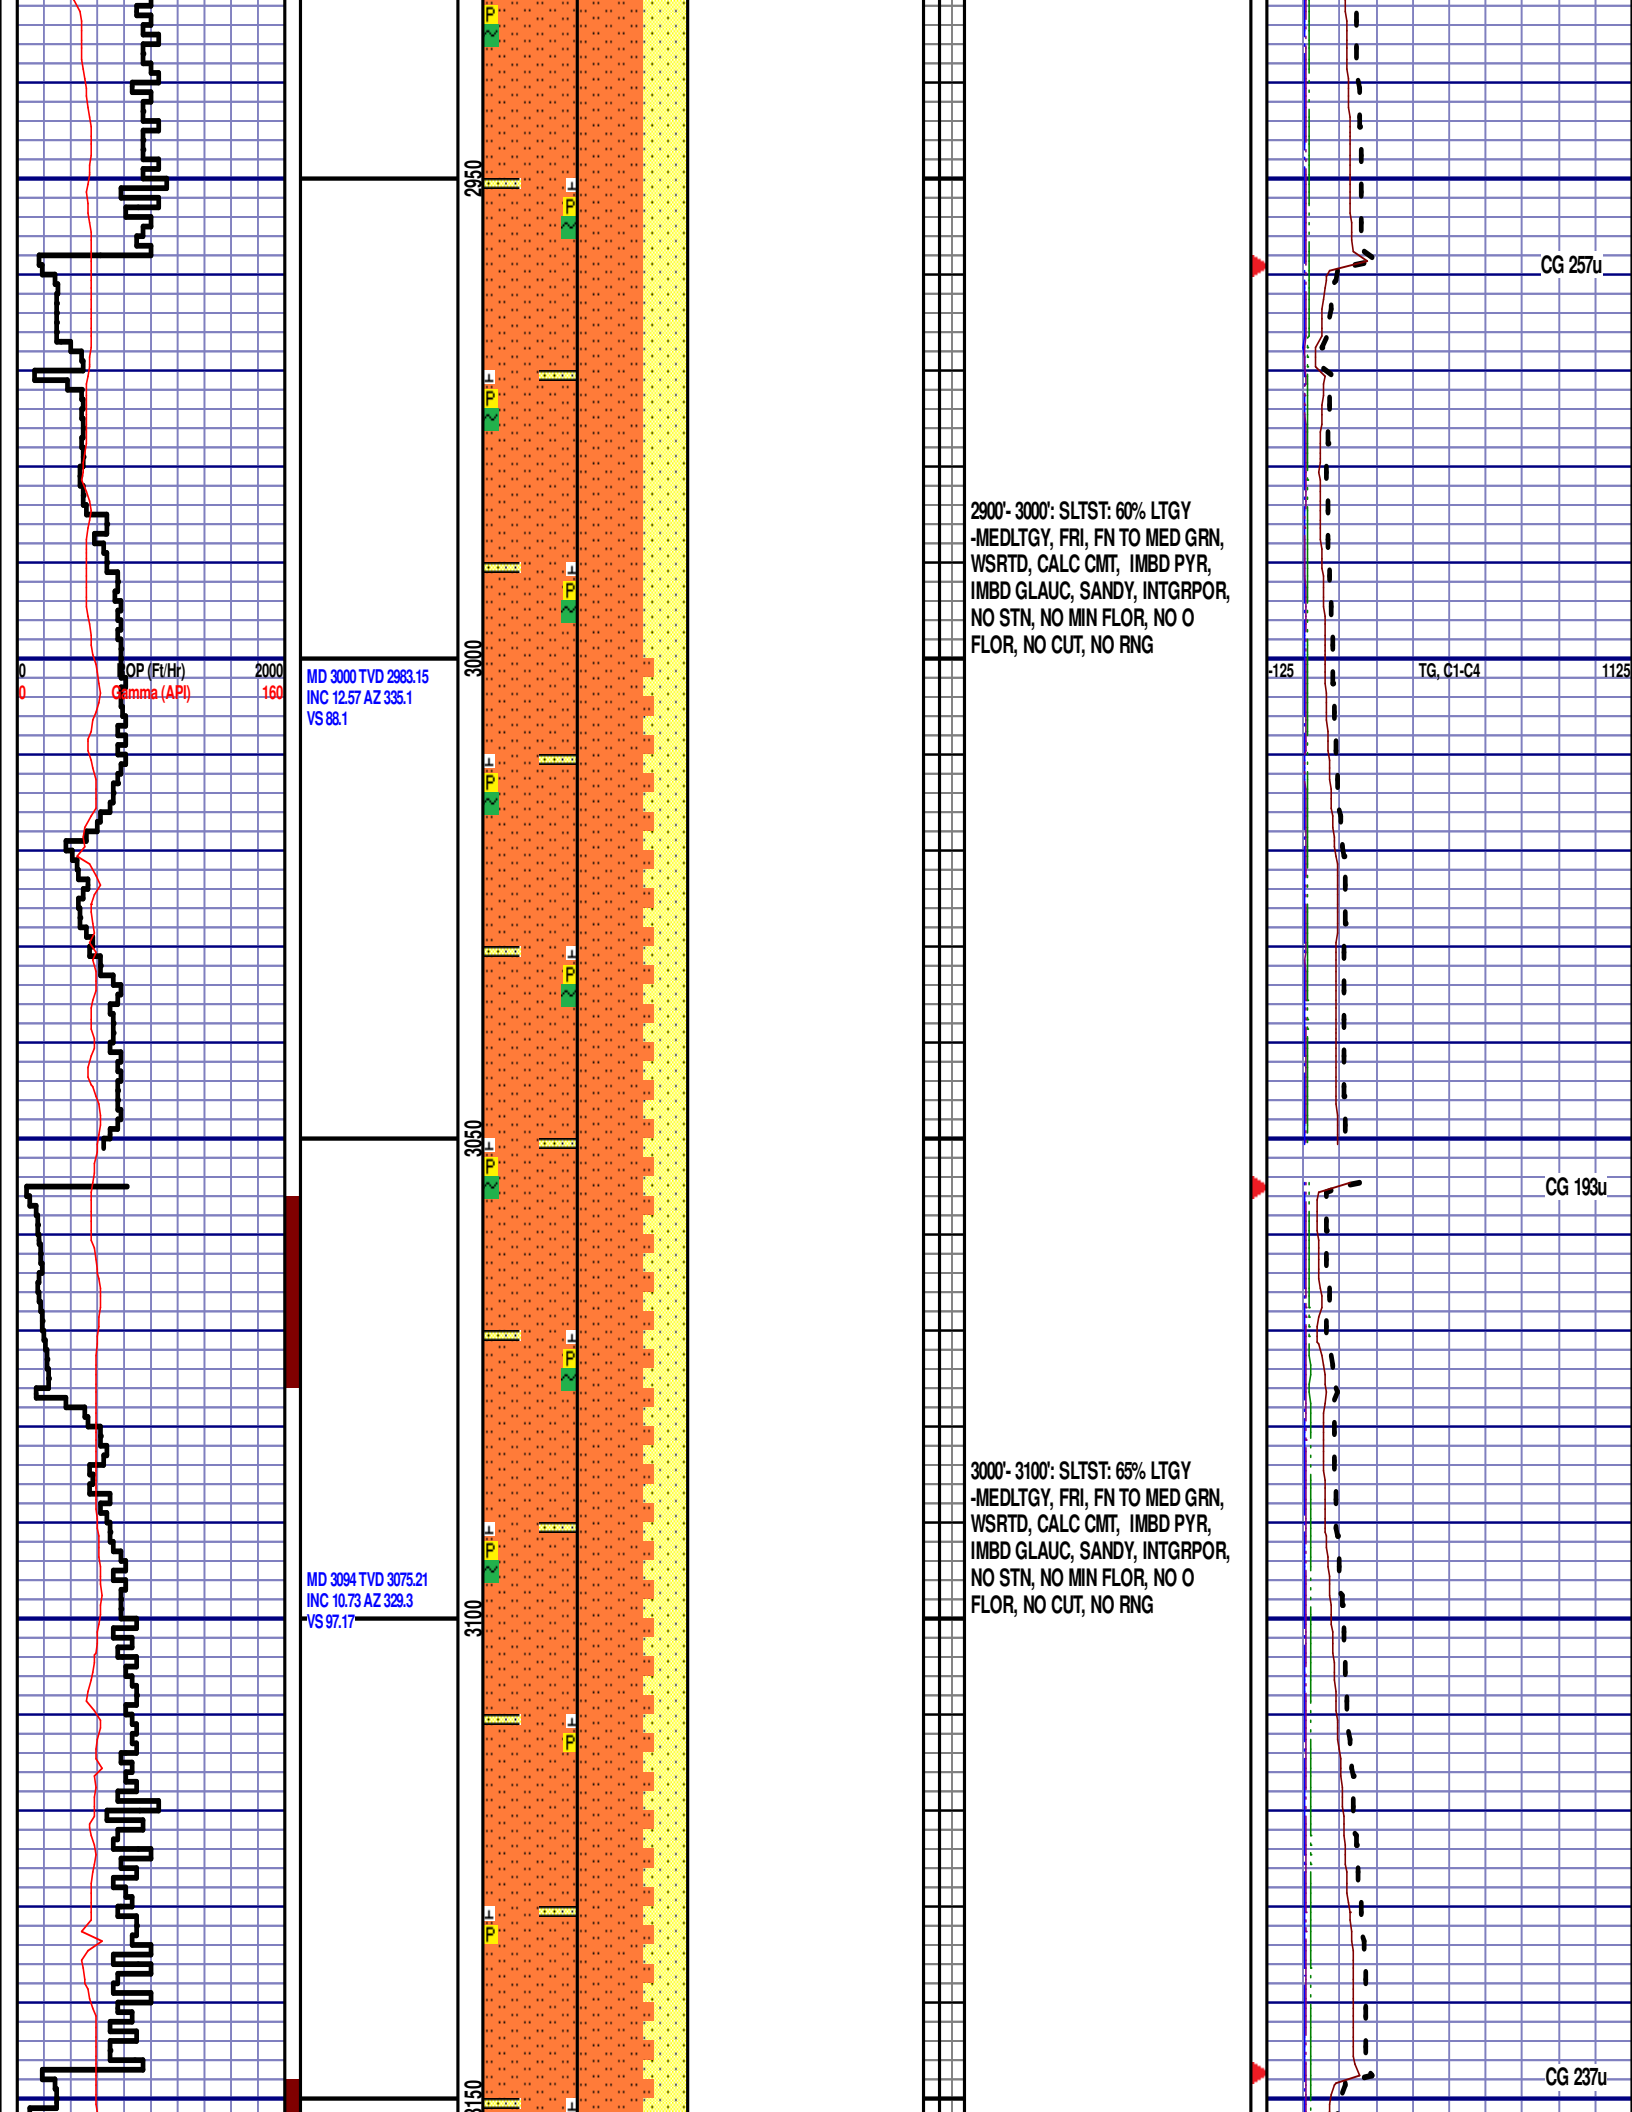 P
2950
P
CG 257u
P
2900'- 3000': SLTST: 60% LTGY
-MEDLTGY, FRI, FN TO MED GRN,
WSRTD, CALC CMT, IMBD PYR,
IMBD GLAUC, SANDY, INTGRPOR,
NO STN, NO MIN FLOR, NO O
FLOR, NO CUT, NO RNG
P
3000
0 ROP (Ft/Hr) 2000
0 Gamma (API) 160
MD 3000 TVD 2983.15
INC 12.57 AZ 335.1
VS 88.1
-125 TG, C1-C4 1125
P
P
3050
P
CG 193u
P
3000'- 3100': SLTST: 65% LTGY
-MEDLTGY, FRI, FN TO MED GRN,
WSRTD, CALC CMT, IMBD PYR,
IMBD GLAUC, SANDY, INTGRPOR,
NO STN, NO MIN FLOR, NO O
FLOR, NO CUT, NO RNG
P
MD 3094 TVD 3075.21
INC 10.73 AZ 329.3
VS 97.17
3100
P
P
CG 237u
3150